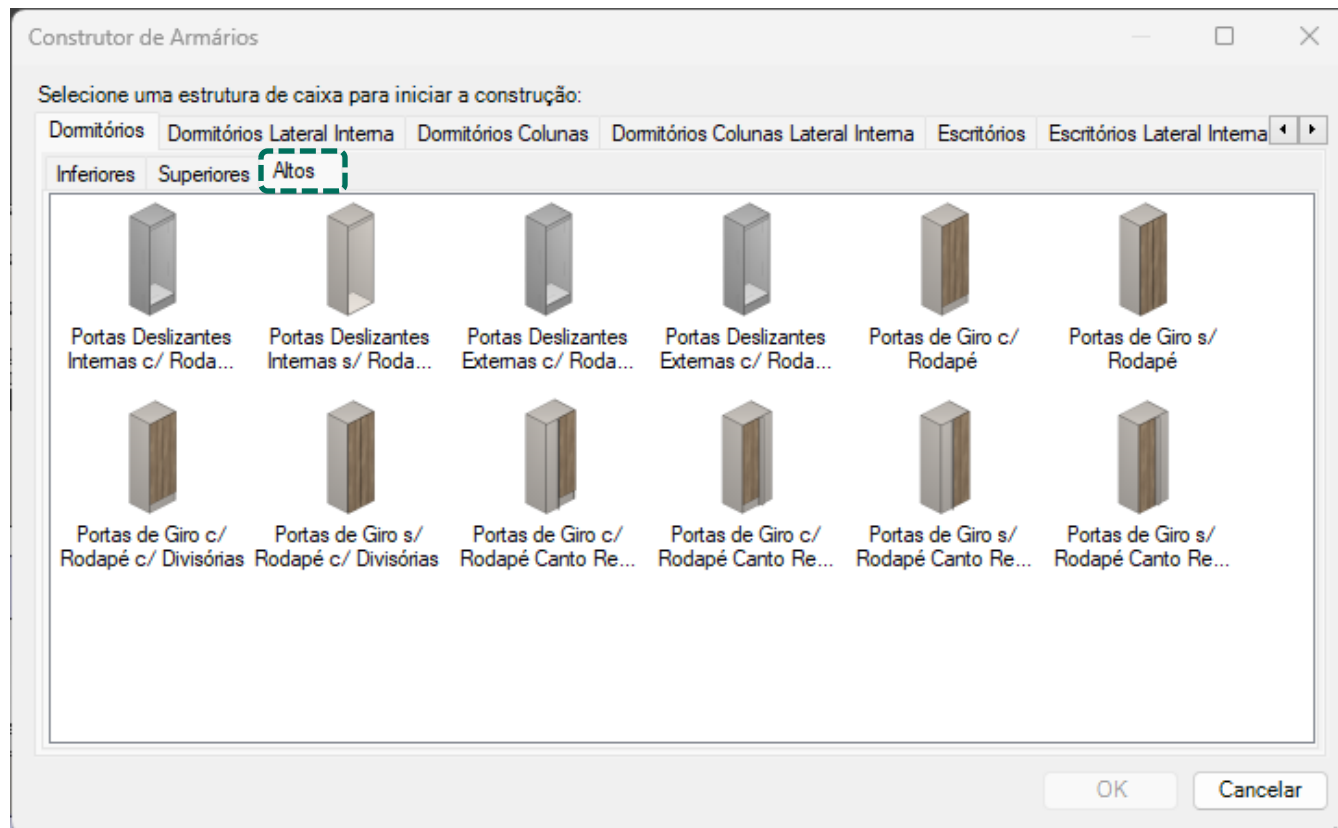 Construtor de Armários
Selecione uma estrutura de caixa para iniciar a construção:
Dormitórios Dormitórios Lateral Interna Dormitórios Colunas Dormitórios Colunas Lateral Interna Escritórios Escritórios Lateral Interna
Inferiores Superiores Altos
Portas Deslizantes
Internas c/ Roda...
Portas Deslizantes
Internas s/ Roda...
Portas Deslizantes
Externas c/ Roda...
Portas Deslizantes
Externas c/ Roda...
Portas de Giro c/
Rodapé
Portas de Giro s/
Rodapé
Portas de Giro c/
Rodapé c/ Divisórias
Portas de Giro s/
Rodapé c/ Divisórias
Portas de Giro c/
Rodapé Canto Re...
Portas de Giro c/
Rodapé Canto Re...
Portas de Giro s/
Rodapé Canto Re...
Portas de Giro s/
Rodapé Canto Re...
OK Cancelar